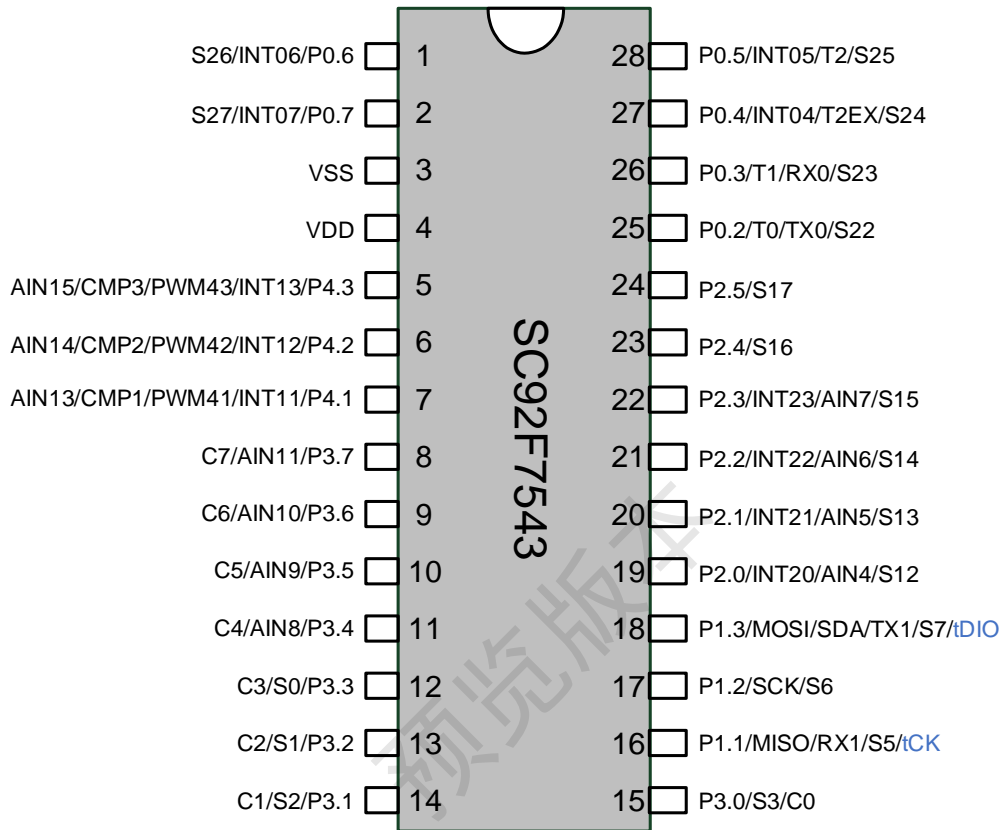 S26/INT06/P0.6 1 28 P0.5/INT05/T2/S25
S27/INT07/P0.7 2 27 P0.4/INT04/T2EX/S24
VSS 3 26 P0.3/T1/RX0/S23
VDD 4 25 P0.2/T0/TX0/S22
AIN15/CMP3/PWM43/INT13/P4.3 5 24 P2.5/S17
AIN14/CMP2/PWM42/INT12/P4.2 6 23 P2.4/S16
AIN13/CMP1/PWM41/INT11/P4.1 7 22 P2.3/INT23/AIN7/S15
C7/AIN11/P3.7 8 21 P2.2/INT22/AIN6/S14
C6/AIN10/P3.6 9 20 P2.1/INT21/AIN5/S13
C5/AIN9/P3.5 10 19 P2.0/INT20/AIN4/S12
C4/AIN8/P3.4 11 18 P1.3/MOSI/SDA/TX1/S7/tDIO
C3/S0/P3.3 12 17 P1.2/SCK/S6
C2/S1/P3.2 13 16 P1.1/MISO/RX1/S5/tCK
C1/S2/P3.1 14 15 P3.0/S3/C0
SC92F7543
预览版本